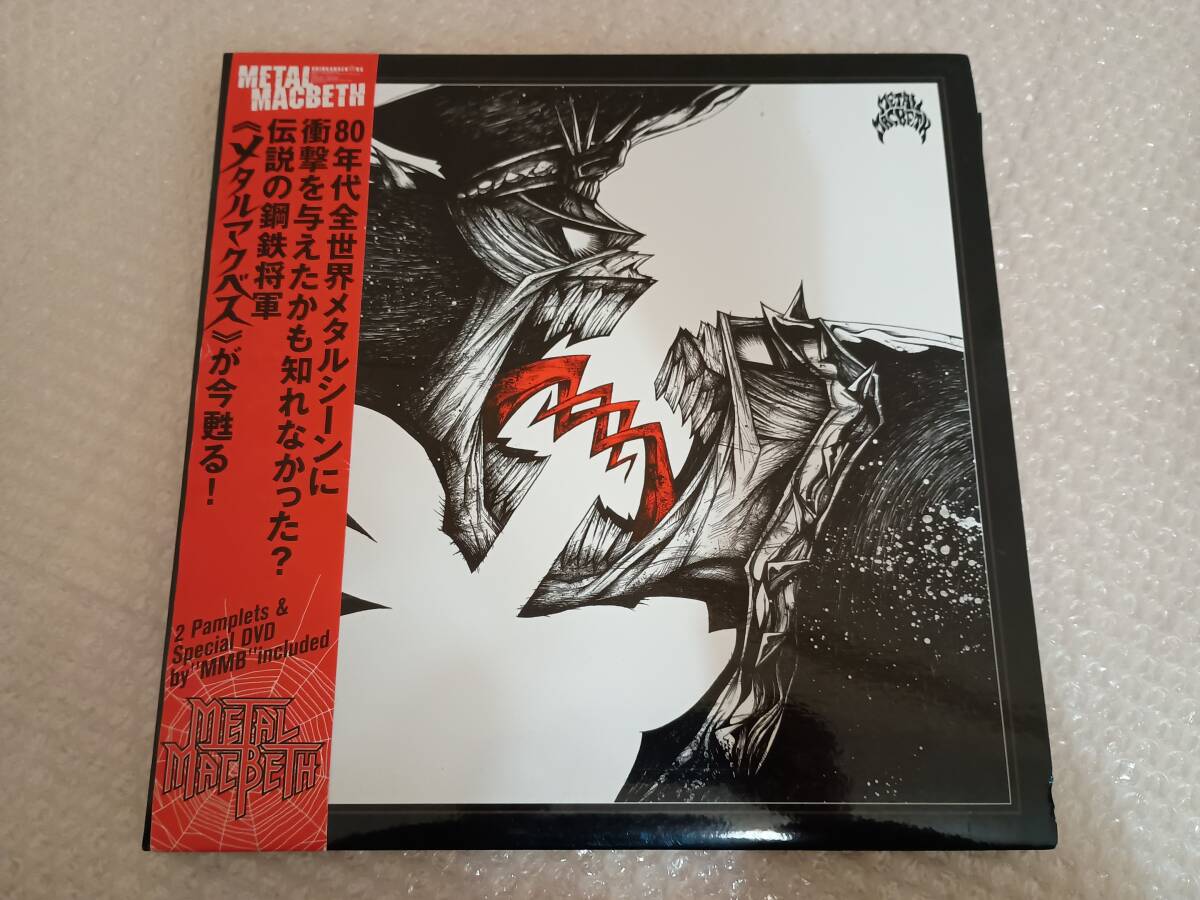 METAL
MACBETH
80年代全世界メタルシーンに
衝撃を与えたかも知れなかった?
伝説の鋼鉄将軍
《メタルマクベス》が今甦る!
2 Pamplets &
Special DVD
by "MMB" included
METAL
MACBETH
METAL
MACBETH